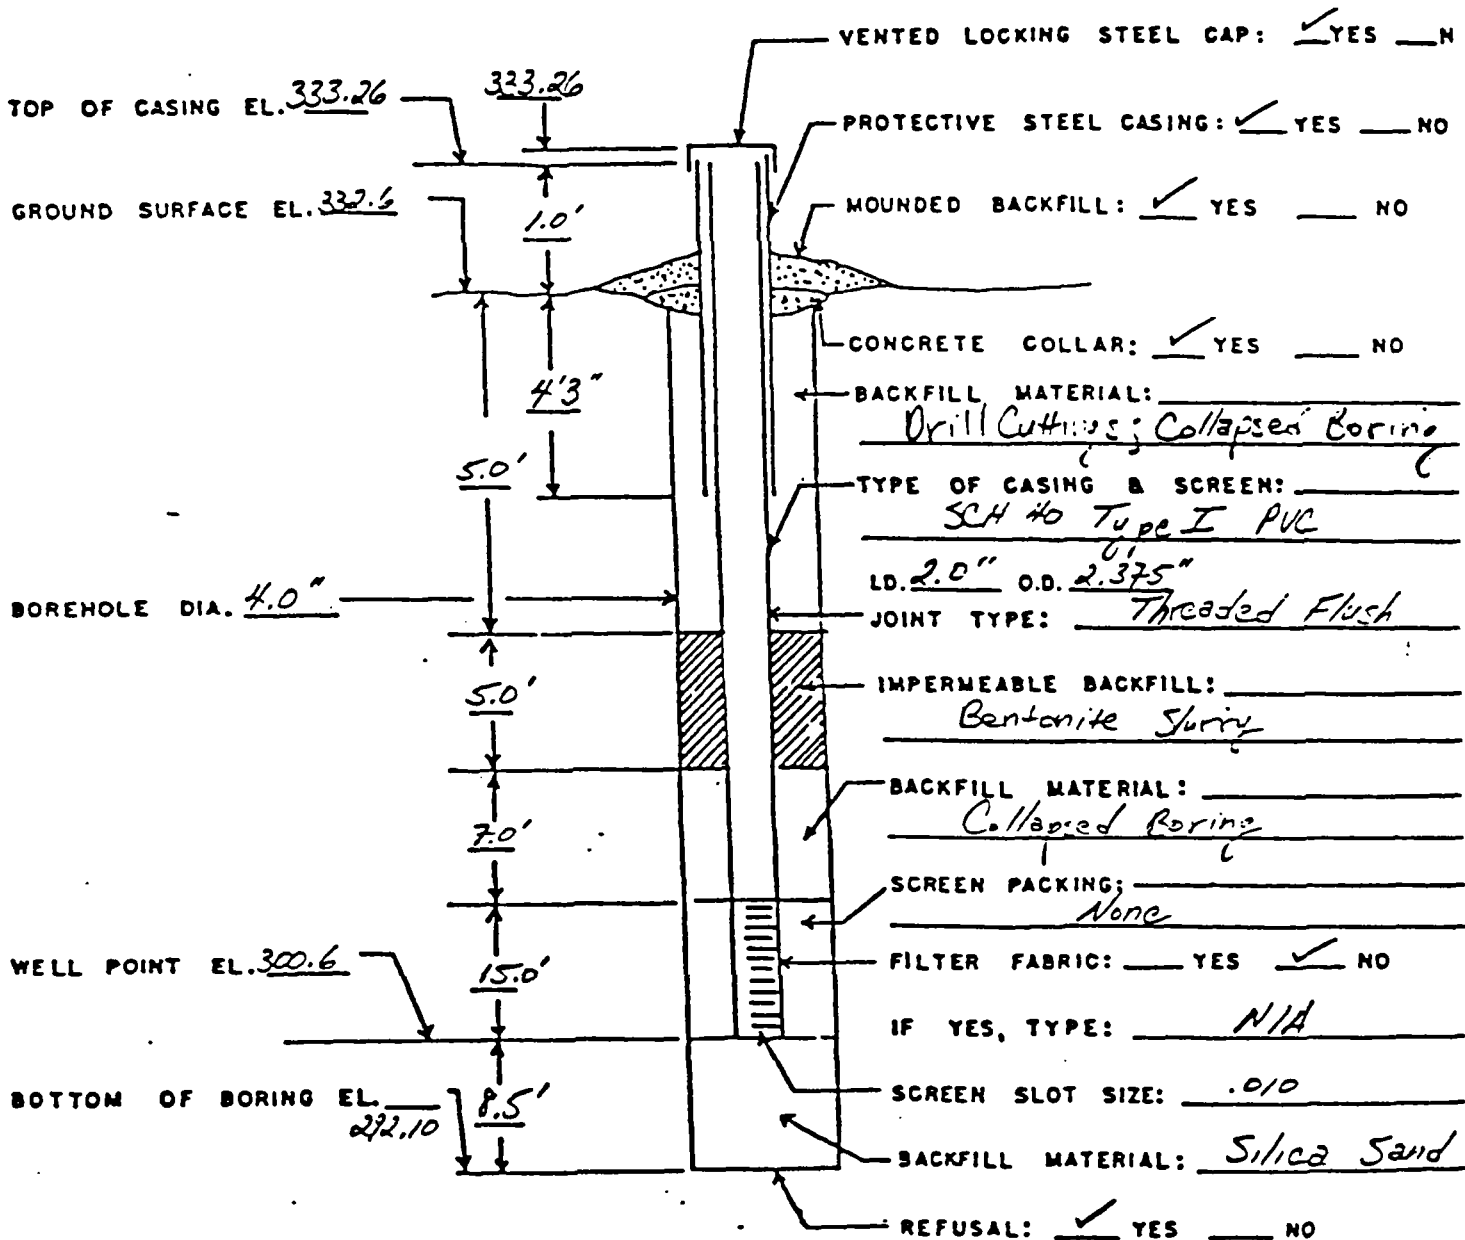 VENTED LOCKING STEEL CAP: ✓ YES __ N
TOP OF CASING EL. 333.26
333.26
PROTECTIVE STEEL CASING: ✓ YES __ NO
GROUND SURFACE EL. 332.6
1.0'
MOUNDED BACKFILL: ✓ YES __ NO
CONCRETE COLLAR: ✓ YES __ NO
4'3"
BACKFILL MATERIAL:
Drill Cuttings; Collapsed Boring
5.0'
TYPE OF CASING & SCREEN:
SCH 40 Type I PVC
I.D. 2.0" O.D. 2.375"
BOREHOLE DIA. 4.0"
JOINT TYPE: Threaded Flush
5.0'
IMPERMEABLE BACKFILL:
Bentonite Slurry
BACKFILL MATERIAL:
Collapsed Boring
7.0'
SCREEN PACKING:
None
WELL POINT EL. 300.6
15.0'
FILTER FABRIC: __ YES ✓ NO
IF YES, TYPE: N/A
BOTTOM OF BORING EL.
292.10
8.5'
SCREEN SLOT SIZE: .010
BACKFILL MATERIAL: Silica Sand
REFUSAL: ✓ YES __ NO